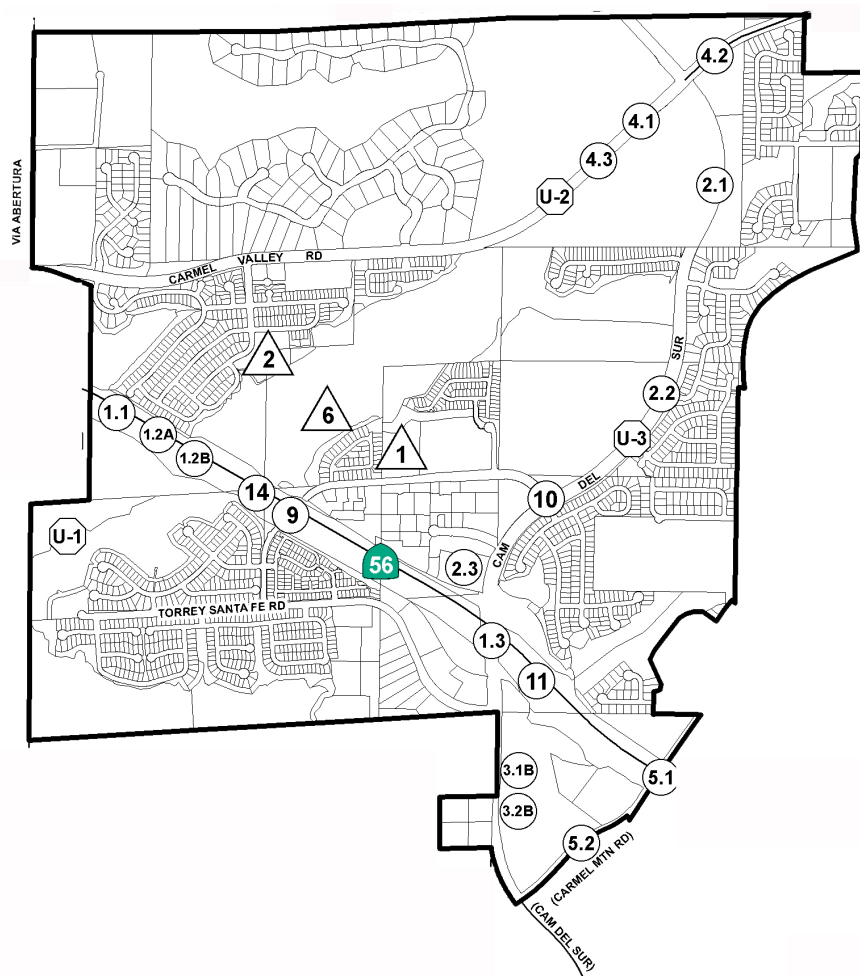 4.2
4.1
4.3
2.1
U-2
VIA ABERTURA
CARMEL VALLEY RD
SUR
2
2.2
1.1
6
1.2A
U-3
1
1.2B
DEL
14
10
9
U-1
CAM
56
2.3
TORREY SANTA FE RD
1.3
11
3.1B
5.1
3.2B
5.2
(CARMEL MTN RD)
(CAM DEL SUR)